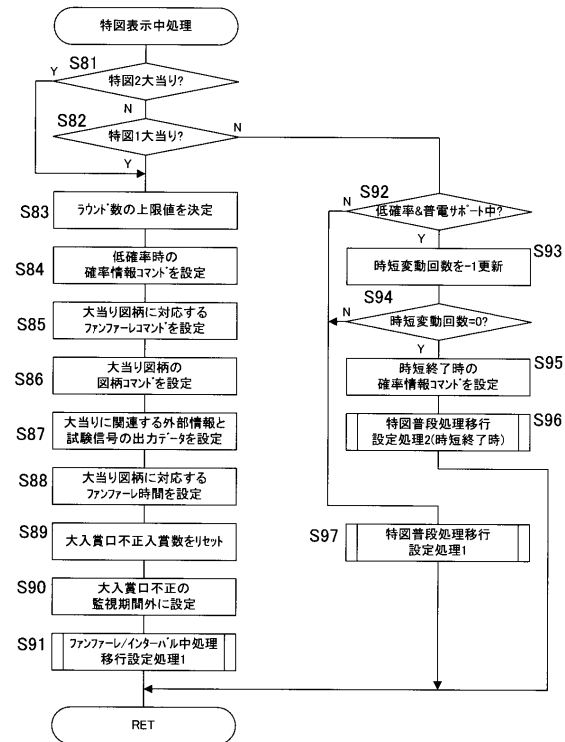 特図表示中処理
S81
Y
特図2大当り?
N
S82
特図1大当り?
N
Y
S83
ラウンド数の上限値を決定
S84
低確率時の
確率情報コマンドを設定
S85
大当り図柄に対応する
ファンファーレコマンドを設定
S86
大当り図柄の
図柄コマンドを設定
S87
大当りに関連する外部情報と
試験信号の出力データを設定
S88
大当り図柄に対応する
ファンファーレ時間を設定
S89
大入賞口不正入賞数をリセット
S90
大入賞口不正の
監視期間外に設定
S91
ファンファーレ/インターバル中処理
移行設定処理1
S92
N
低確率&普電サポート中?
Y
S93
時短変動回数を-1更新
S94
N
時短変動回数=0?
Y
S95
時短終了時の
確率情報コマンドを設定
S96
特図普段処理移行
設定処理2(時短終了時)
S97
特図普段処理移行
設定処理1
RET